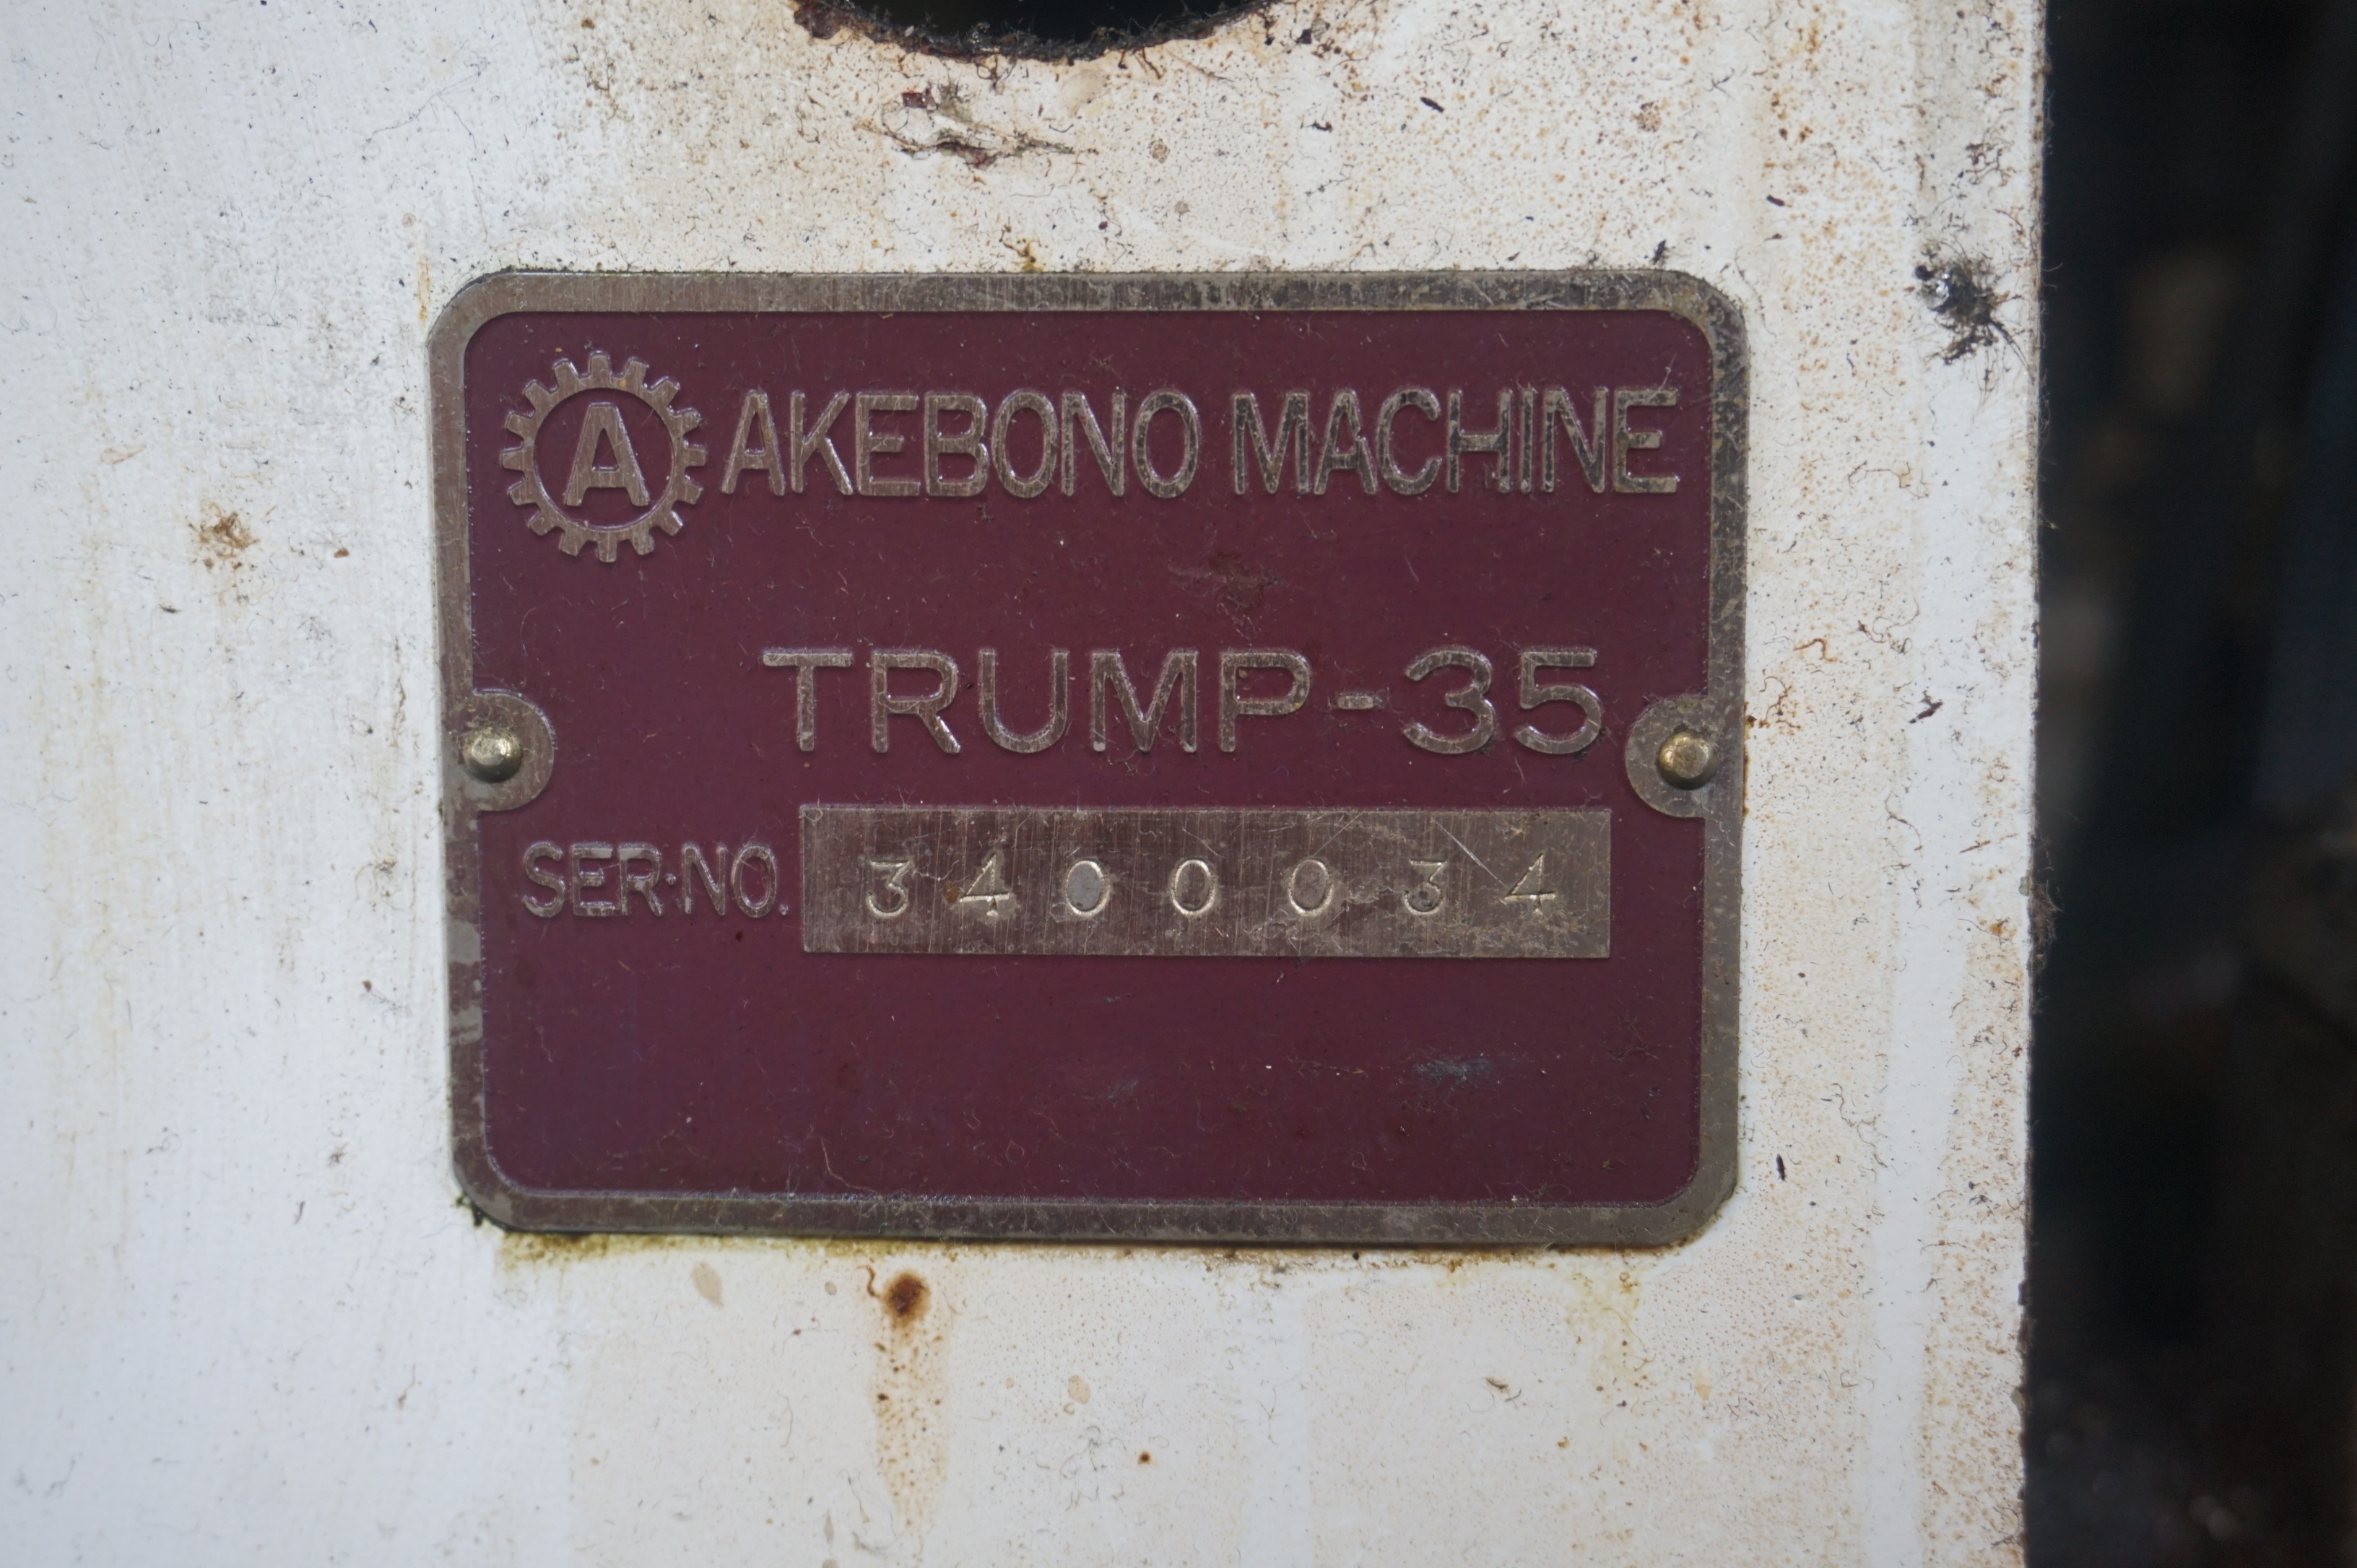 A AKEBONO MACHINE
TRUMP-35
SER·NO. 3400034